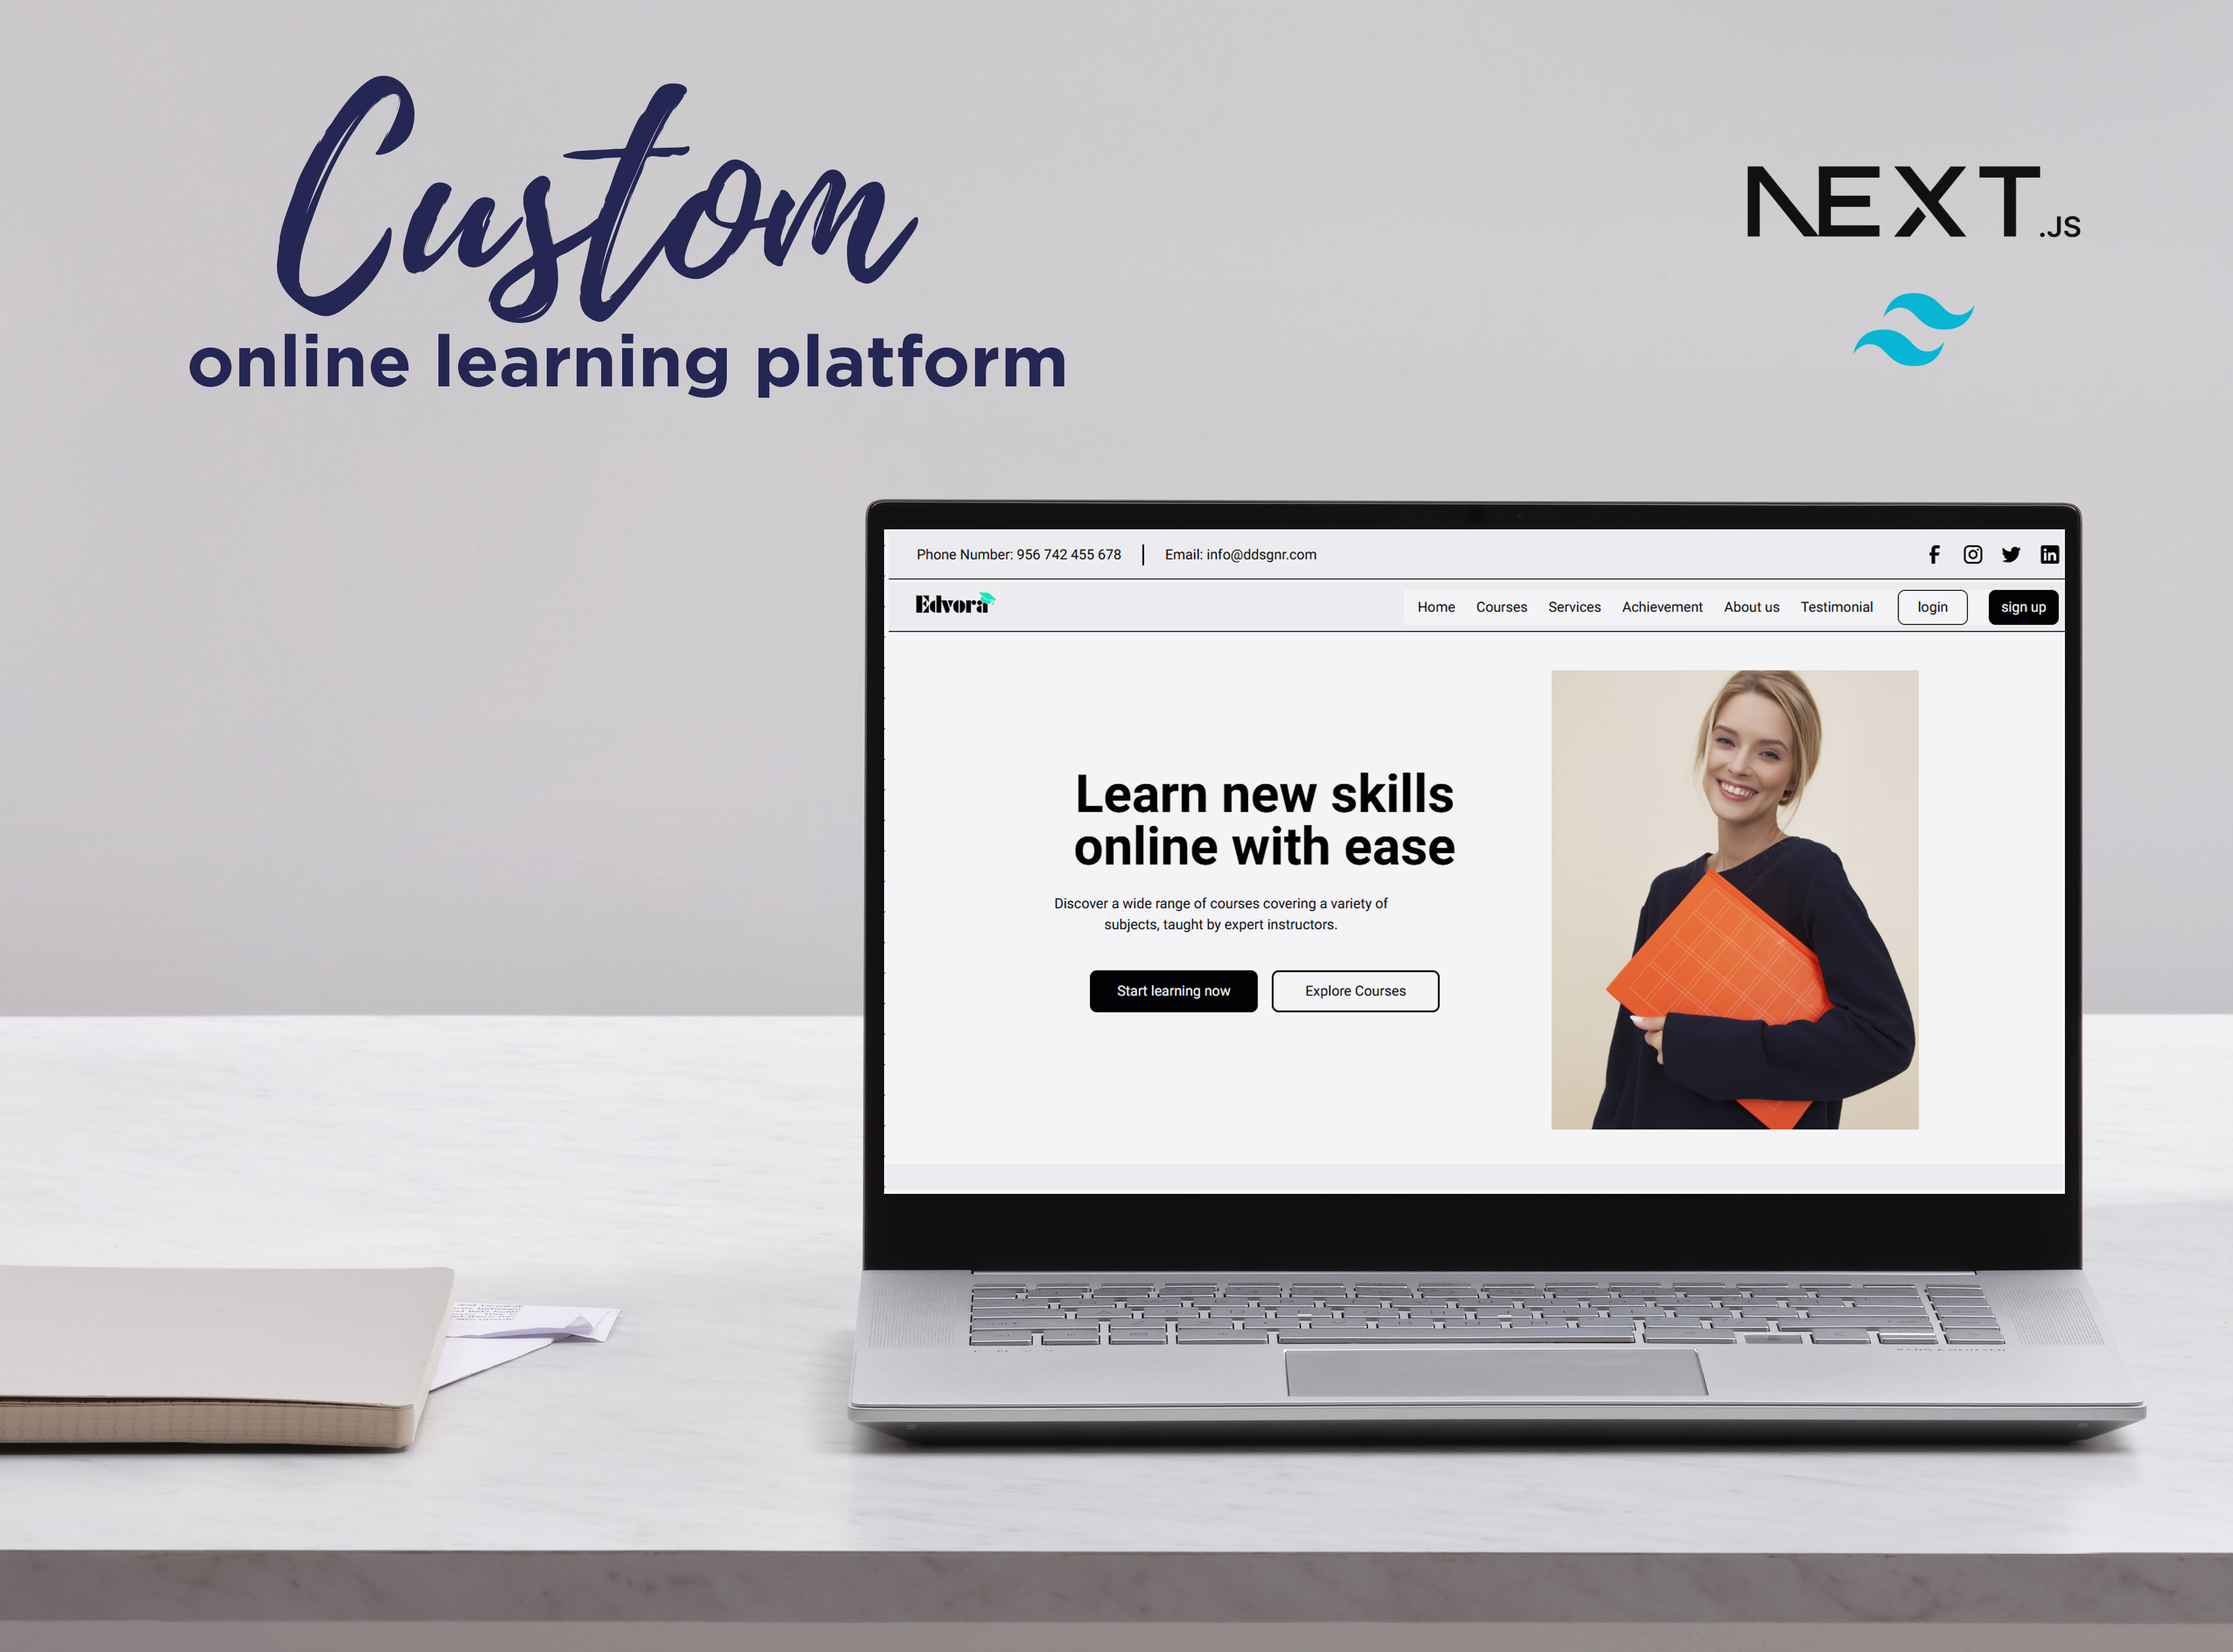 Custom
online learning platform
NEXT.JS
Phone Number: 956 742 455 678
Email: info@ddsgnr.com
Edvora
Home Courses Services Achievement About us Testimonial login sign up
Learn new skills
online with ease
Discover a wide range of courses covering a variety of
subjects, taught by expert instructors.
Start learning now Explore Courses